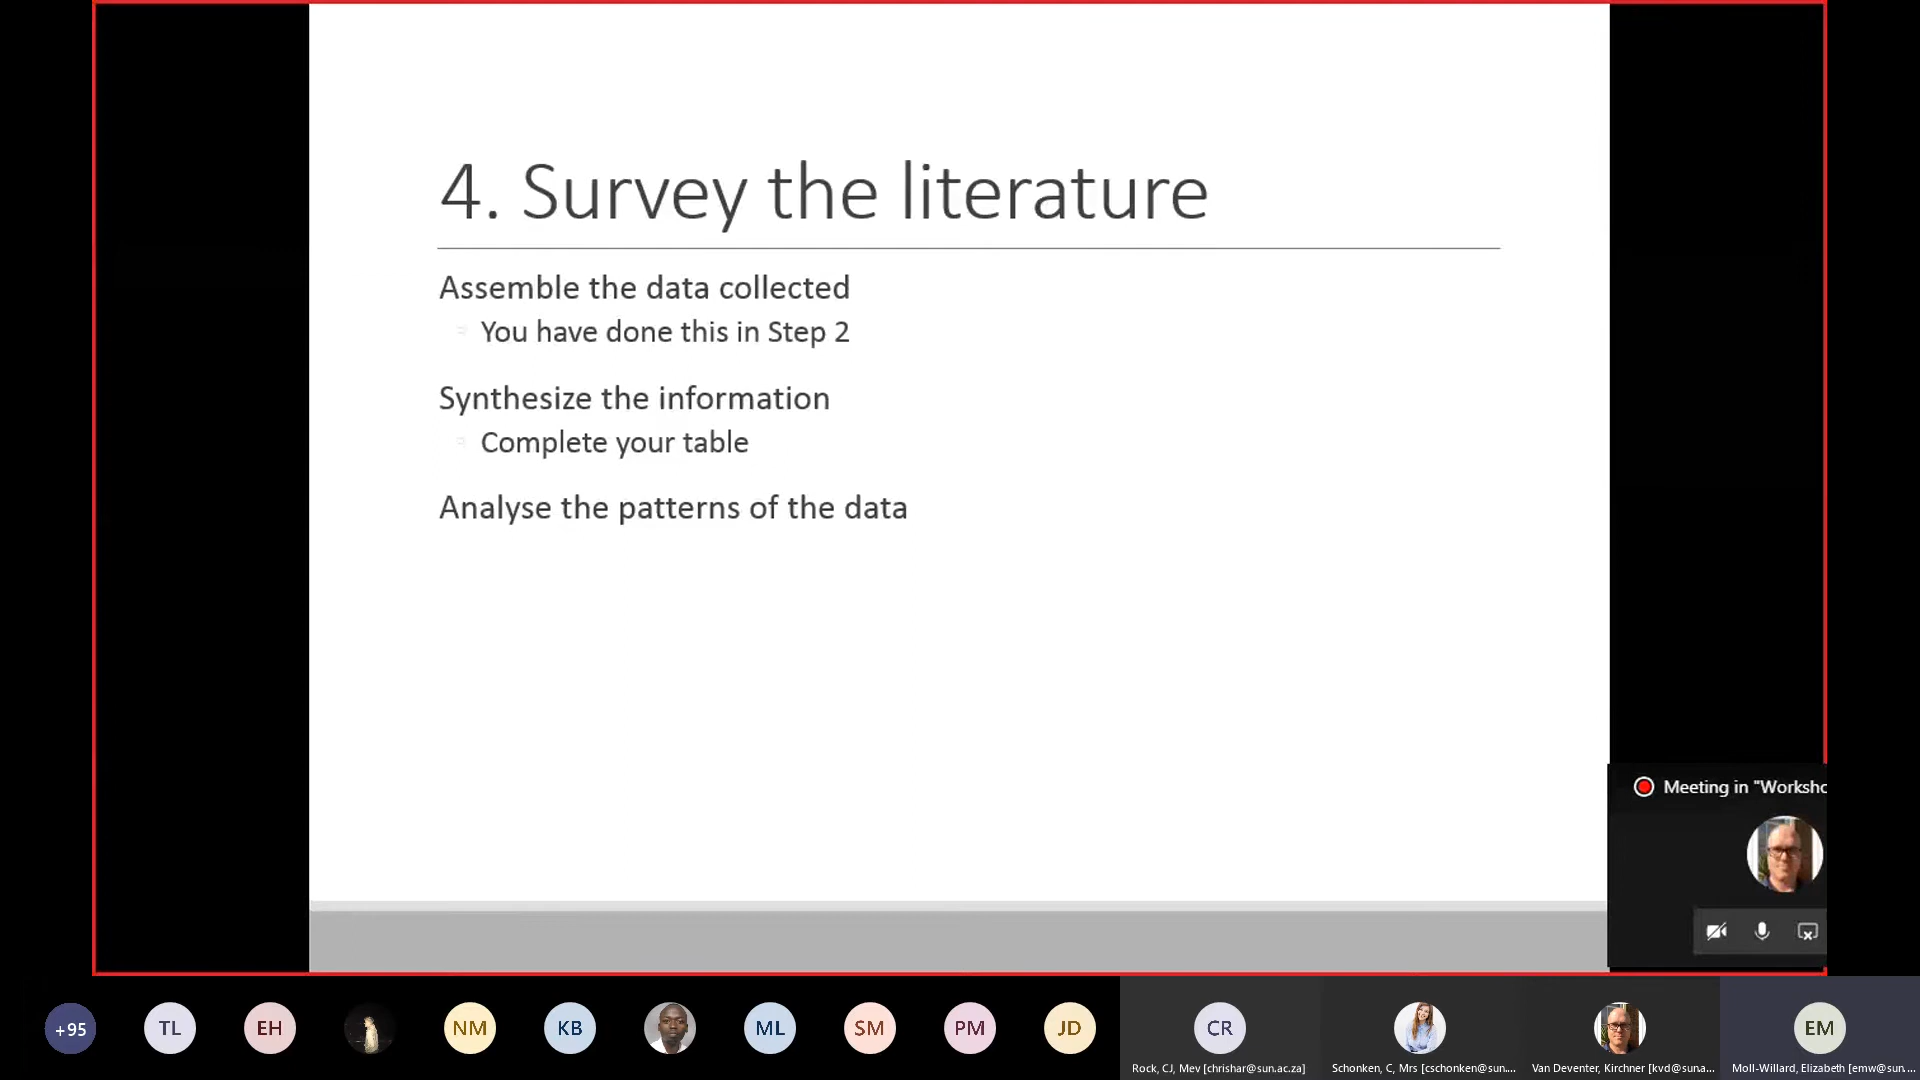 4. Survey the literature
Assemble the data collected
You have done this in Step 2
Synthesize the information
Complete your table
Analyse the patterns of the data
Meeting in "Worksho
+95
TL
EH
NM
KB
ML
SM
PM
JD
CR
EM
Rock, CJ, Mev [chrishar@sun.ac.za]
Schonken, C, Mrs [cschonken@sun....
Van Deventer, Kirchner [kvd@suna...
Moll-Willard, Elizabeth [emw@sun....